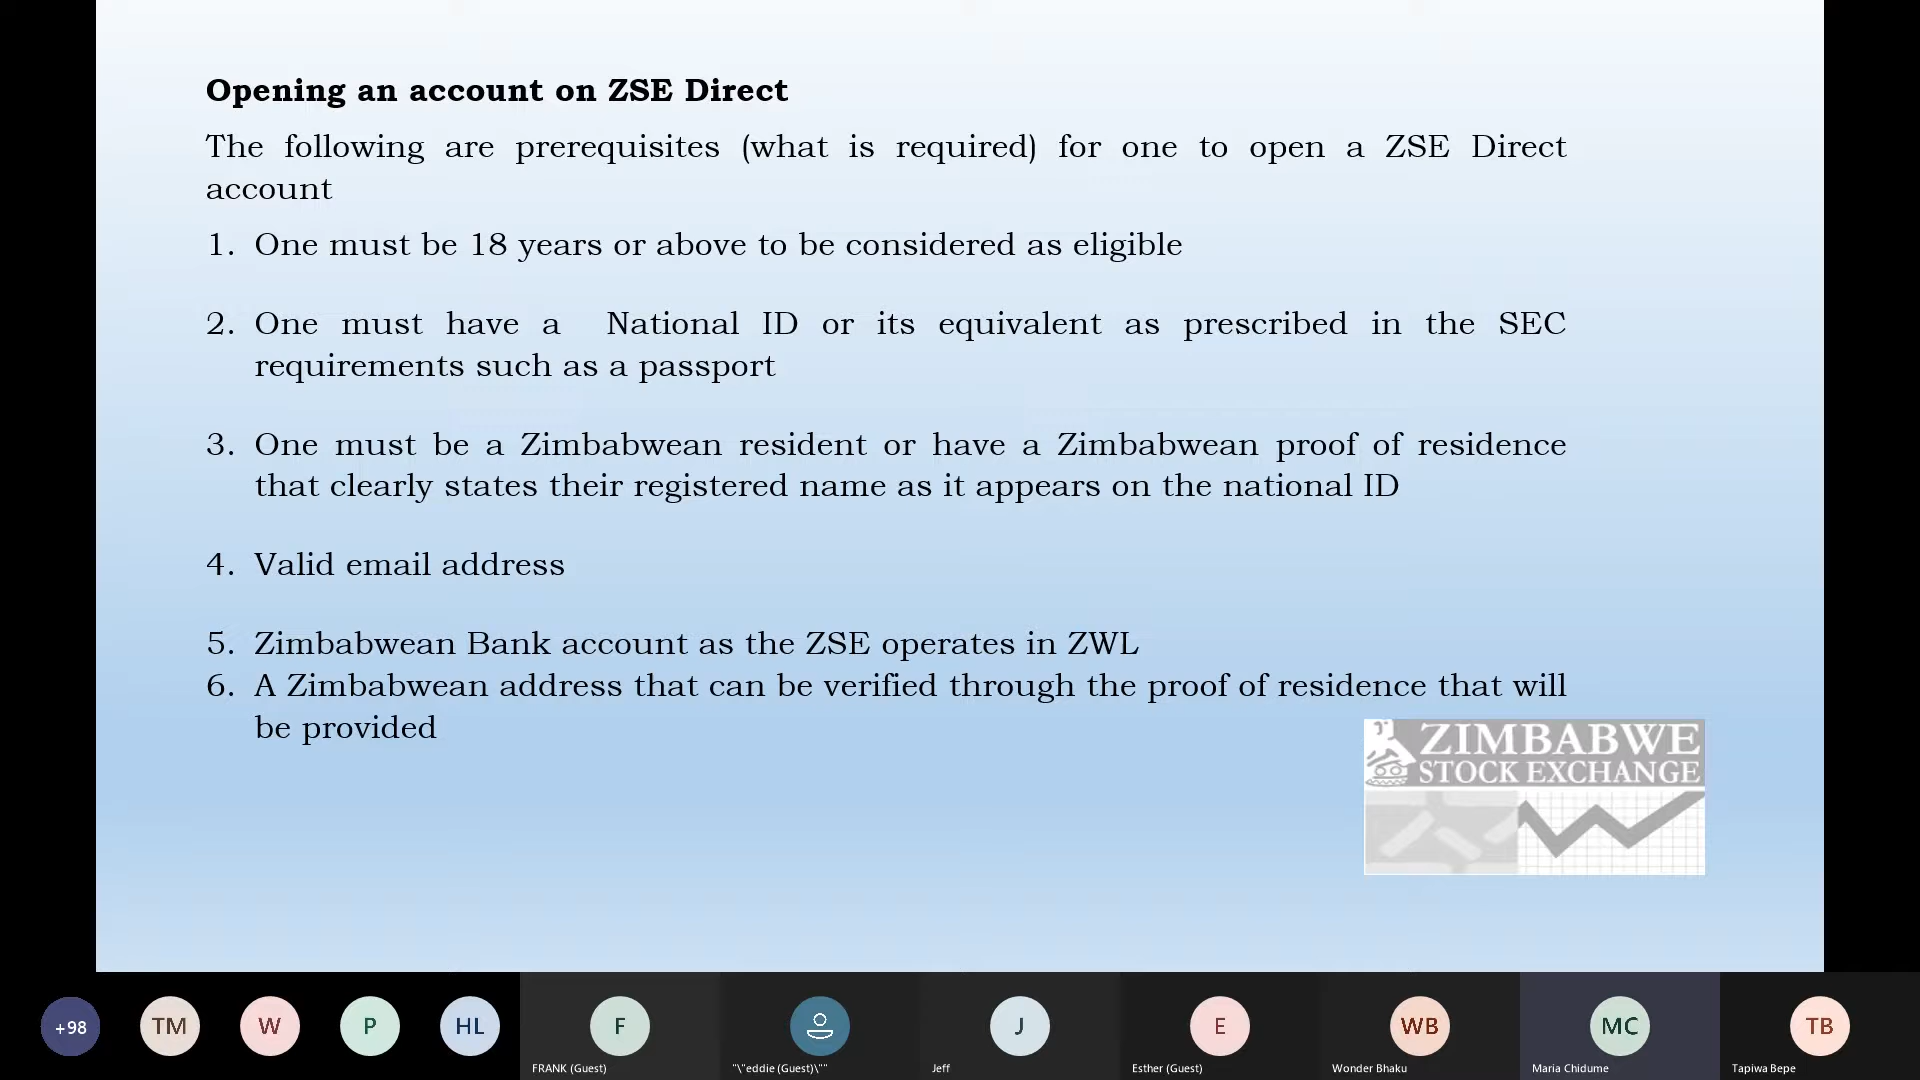 Opening an account on ZSE Direct
The following are prerequisites (what is required) for one to open a ZSE Direct
account
1. One must be 18 years or above to be considered as eligible
2. One must have a National ID or its equivalent as prescribed in the SEC
requirements such as a passport
3. One must be a Zimbabwean resident or have a Zimbabwean proof of residence
that clearly states their registered name as it appears on the national ID
4. Valid email address
5. Zimbabwean Bank account as the ZSE operates in ZWL
6. A Zimbabwean address that can be verified through the proof of residence that will
be provided
ZIMBABWE
STOCK EXCHANGE
+98
TM
W
P
HL
F
J
E
WB
MC
TB
FRANK (Guest)
"\"eddie (Guest)\""
Jeff
Esther (Guest)
Wonder Bhaku
Maria Chidume
Tapiwa Bepe